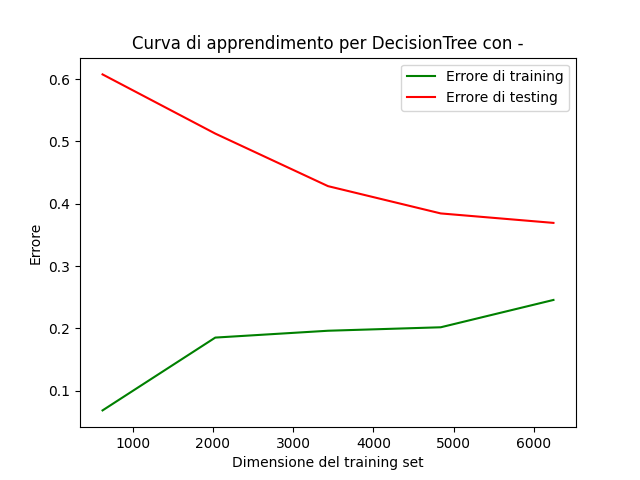 Curva di apprendimento per DecisionTree con -
Errore di training
Errore di testing
0.6
0.5
0.4
0.3
0.2
0.1
Errore
1000
2000
3000
4000
5000
6000
Dimensione del training set